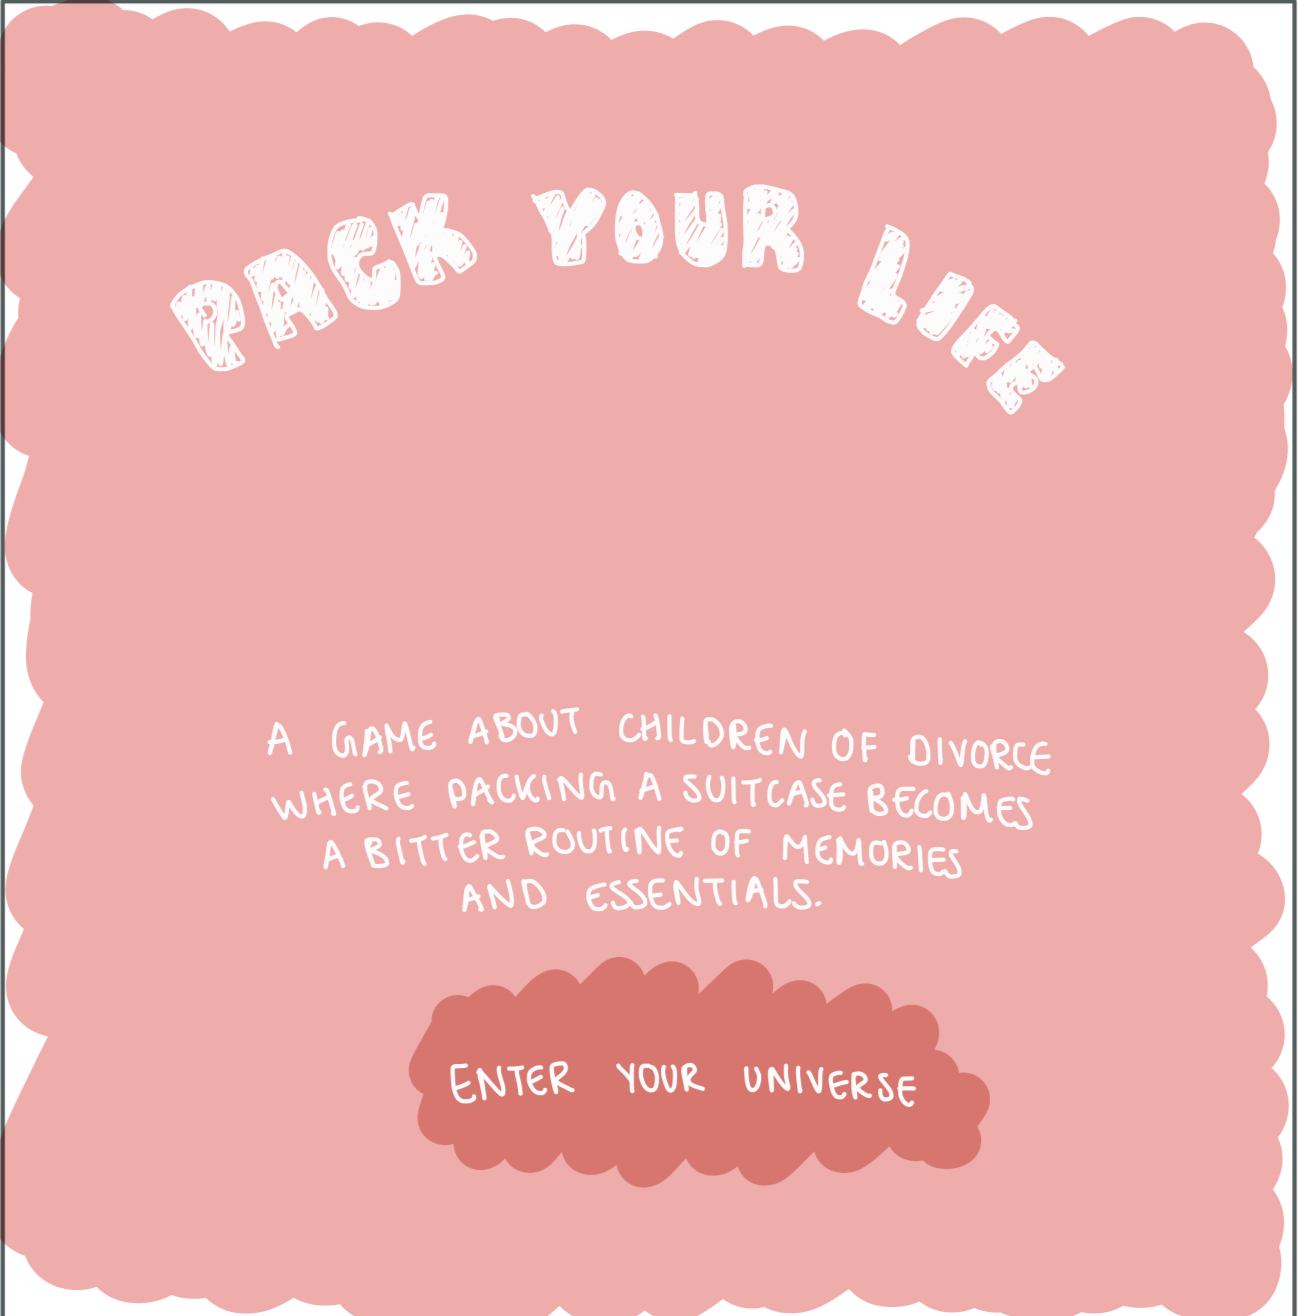 PACK YOUR LIFE
A GAME ABOUT CHILDREN OF DIVORCE
WHERE PACKING A SUITCASE BECOMES
A BITTER ROUTINE OF MEMORIES
AND ESSENTIALS.
ENTER YOUR UNIVERSE